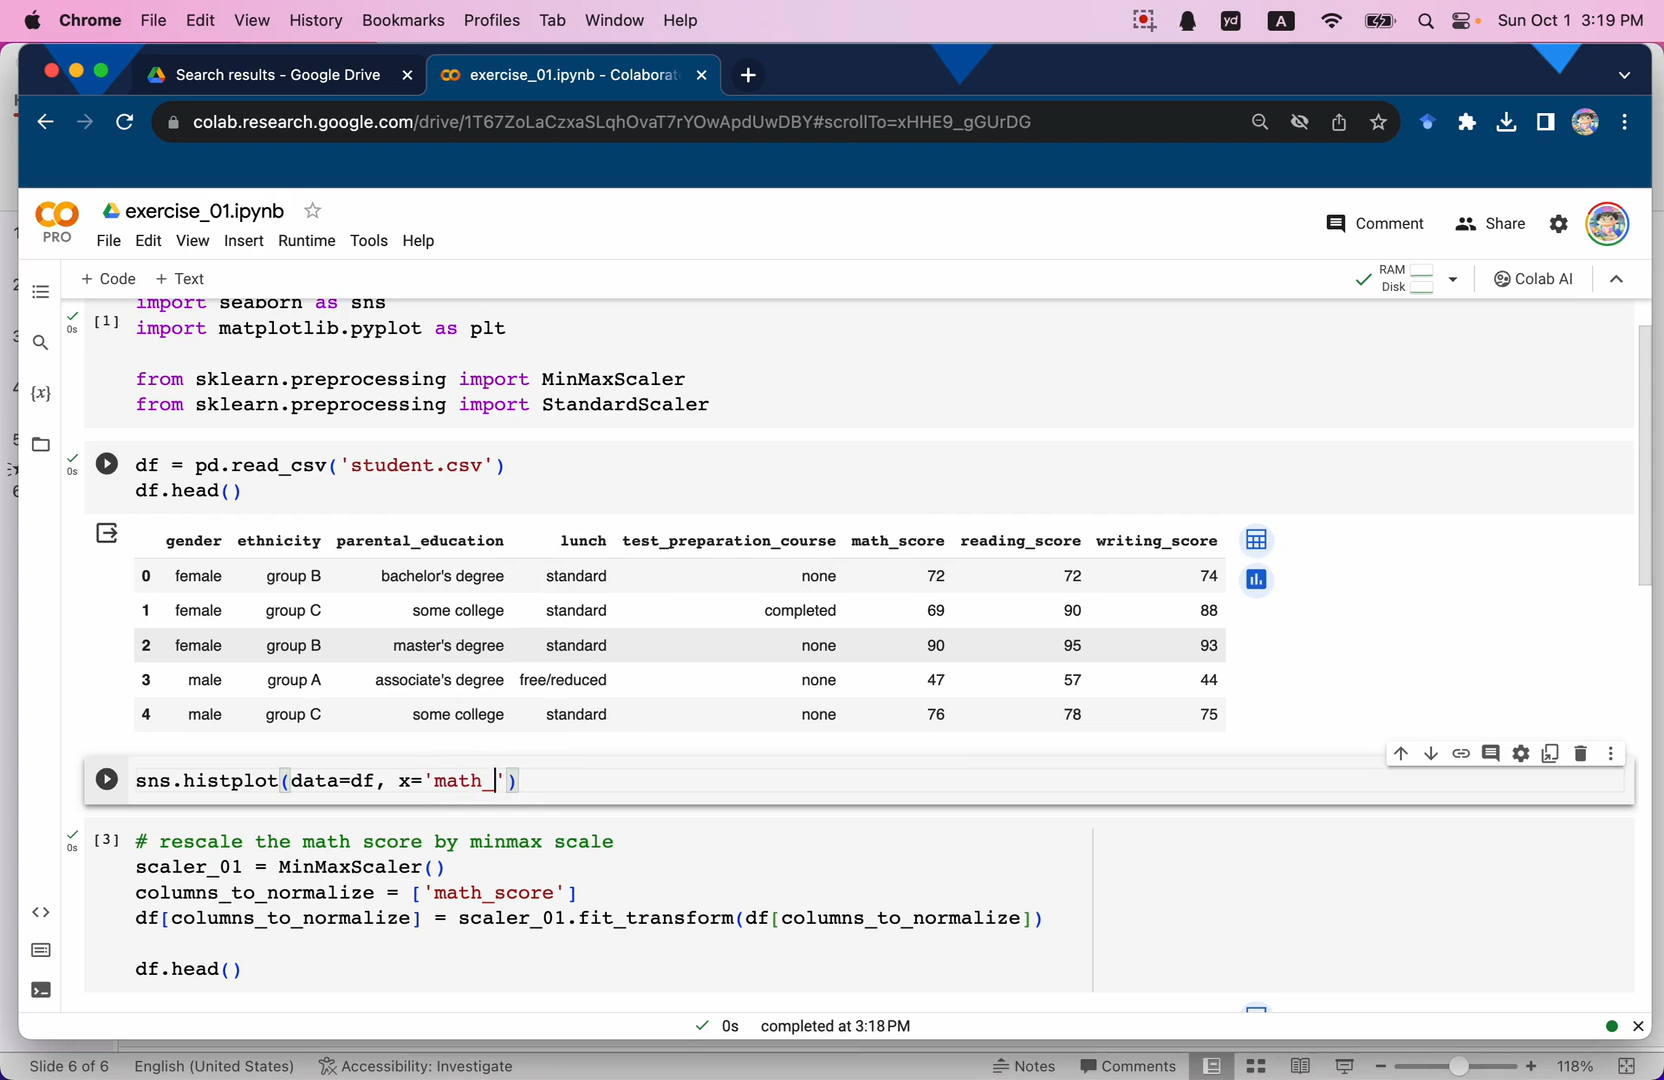 Chrome File Edit View History Bookmarks Profiles Tab Window Help
yd A Sun Oct 1 3:19 PM
Search results - Google Drive
exercise_01.ipynb - Colaborat
colab.research.google.com/drive/1T67ZoLaCzxaSLqhOvaT7rYOwApdUwDBY#scrollTo=xHHE9_gGUrDG
CO PRO
exercise_01.ipynb
File Edit View Insert Runtime Tools Help
Comment Share
+ Code + Text
RAM
Disk
Colab AI
import seaborn as sns
[1] import matplotlib.pyplot as plt
0s
from sklearn.preprocessing import MinMaxScaler
from sklearn.preprocessing import StandardScaler
0s
df = pd.read_csv('student.csv')
df.head()
gender ethnicity parental_education lunch test_preparation_course math_score reading_score writing_score
0 female group B bachelor's degree standard none 72 72 74
1 female group C some college standard completed 69 90 88
2 female group B master's degree standard none 90 95 93
3 male group A associate's degree free/reduced none 47 57 44
4 male group C some college standard none 76 78 75
sns.histplot(data=df, x='math_')
[3] # rescale the math score by minmax scale
0s
scaler_01 = MinMaxScaler()
columns_to_normalize = ['math_score']
df[columns_to_normalize] = scaler_01.fit_transform(df[columns_to_normalize])
df.head()
0s completed at 3:18 PM
Slide 6 of 6 English (United States) Accessibility: Investigate Notes Comments 118%